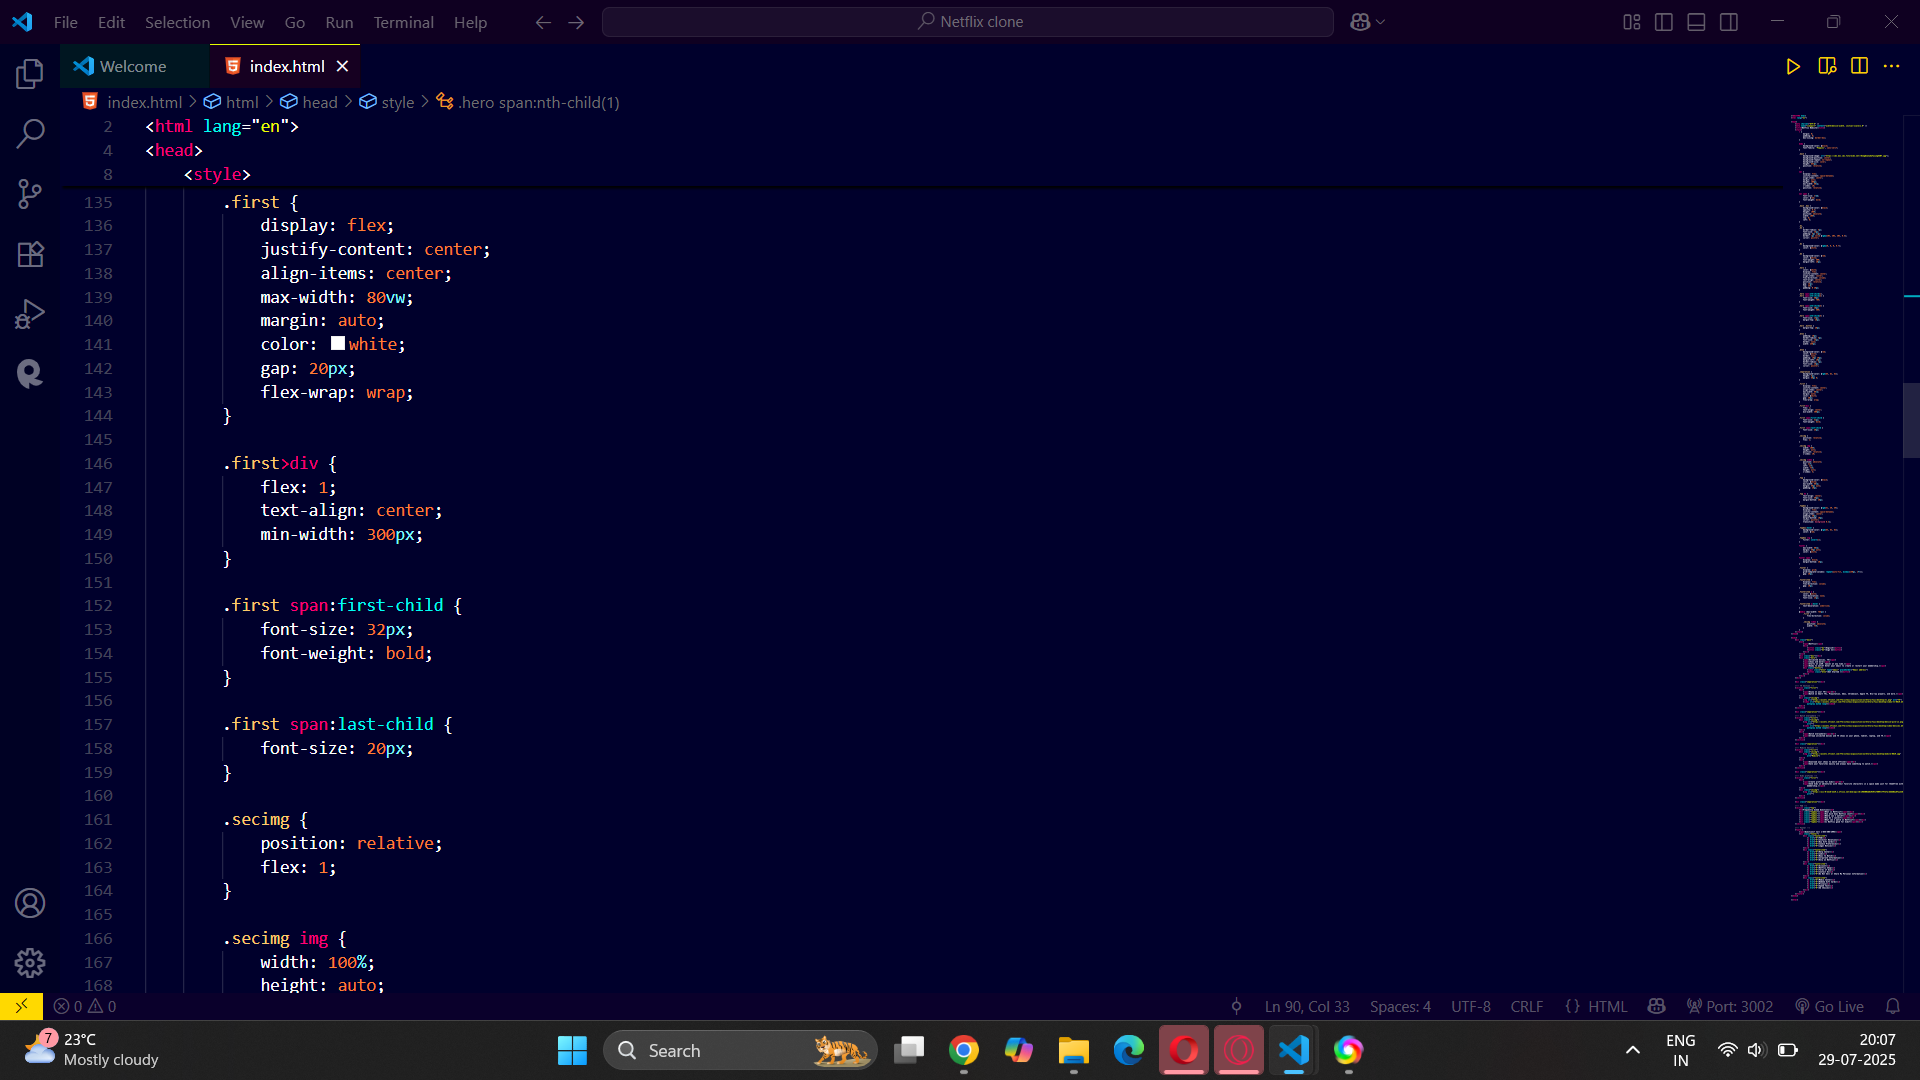 File Edit Selection View Go Run Terminal Help
Netflix clone
Welcome
index.html
index.html > html > head > style > .hero span:nth-child(1)
2 <html lang="en">
4 <head>
8 <style>
135 .first {
136 display: flex;
137 justify-content: center;
138 align-items: center;
139 max-width: 80vw;
140 margin: auto;
141 color: white;
142 gap: 20px;
143 flex-wrap: wrap;
144 }
145
146 .first>div {
147 flex: 1;
148 text-align: center;
149 min-width: 300px;
150 }
151
152 .first span:first-child {
153 font-size: 32px;
154 font-weight: bold;
155 }
156
157 .first span:last-child {
158 font-size: 20px;
159 }
160
161 .secimg {
162 position: relative;
163 flex: 1;
164 }
165
166 .secimg img {
167 width: 100%;
168 height: auto;
0 0 Ln 90, Col 33 Spaces: 4 UTF-8 CRLF {} HTML Port: 3002 Go Live
7
23°C
Mostly cloudy
Search
ENG
IN
20:07
29-07-2025